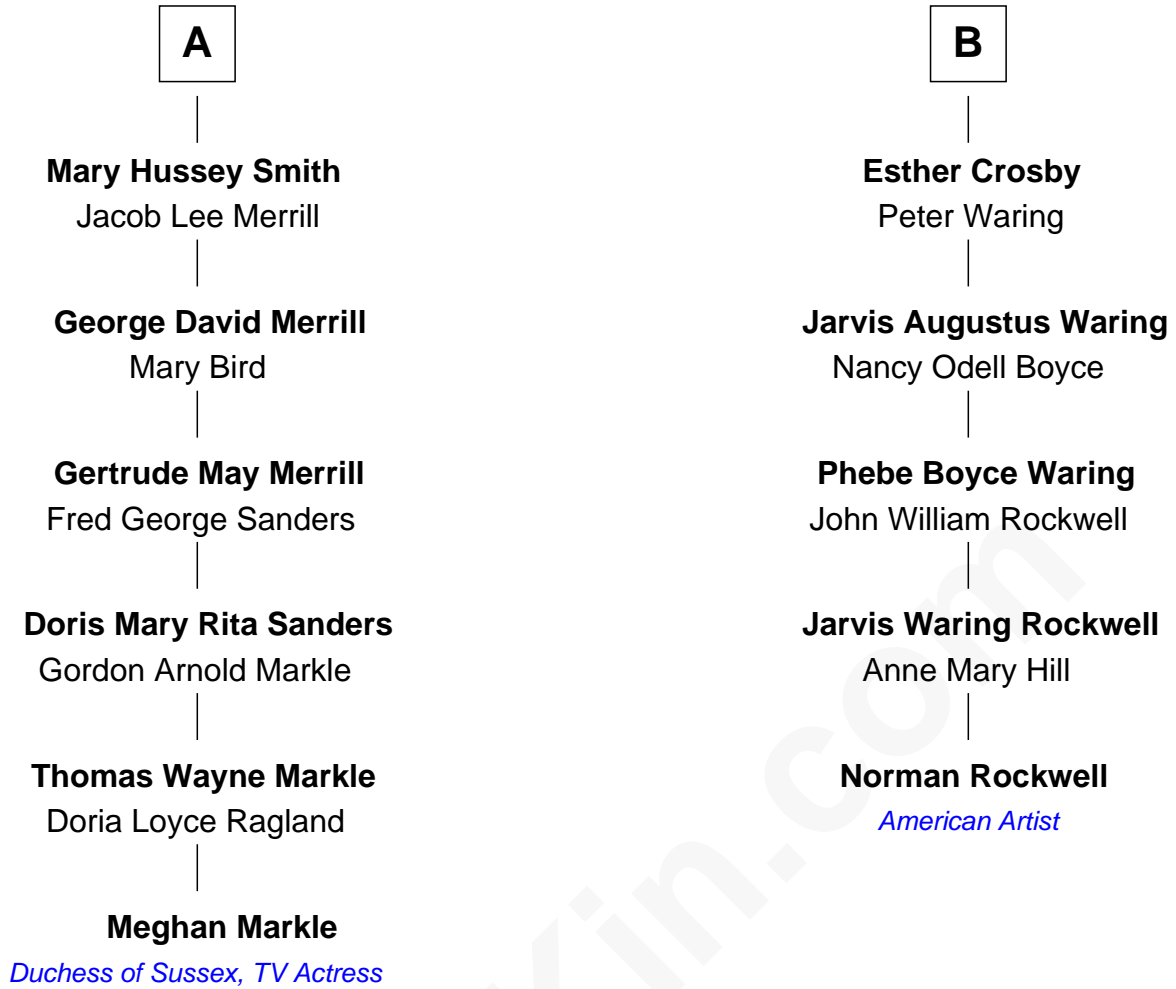 A
Mary Hussey Smith
Jacob Lee Merrill
George David Merrill
Mary Bird
Gertrude May Merrill
Fred George Sanders
Doris Mary Rita Sanders
Gordon Arnold Markle
Thomas Wayne Markle
Doria Loyce Ragland
Meghan Markle
Duchess of Sussex, TV Actress
B
Esther Crosby
Peter Waring
Jarvis Augustus Waring
Nancy Odell Boyce
Phebe Boyce Waring
John William Rockwell
Jarvis Waring Rockwell
Anne Mary Hill
Norman Rockwell
American Artist
Kin.com